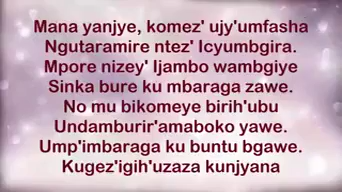 Mana yanjye, komez' ujy'umfasha
Ngutaramire ntez' Icyumbgira.
Mpore nizey' Ijambo wambgiye
Sinka bure ku mbaraga zawe.
No mu bikomeye birih'ubu
Undamburir'amaboko yawe.
Ump'imbaraga ku buntu bgawe.
Kugez'igih'uzaza kunjyana